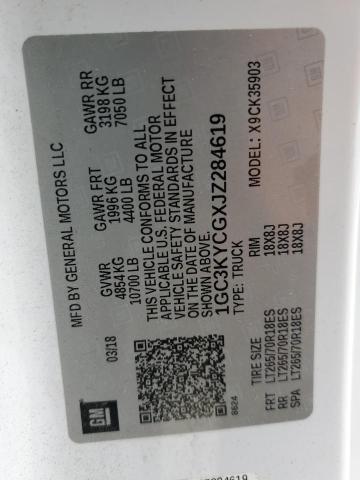 MFD BY GENERAL MOTORS LLC
03/18
GVWR
4854 KG
10700 LB
GAWR FRT
1996 KG
4400 LB
GAWR RR
3198 KG
7050 LB
THIS VEHICLE CONFORMS TO ALL
APPLICABLE U.S. FEDERAL MOTOR
VEHICLE SAFETY STANDARDS IN EFFECT
ON THE DATE OF MANUFACTURE
SHOWN ABOVE.
1GC3KYCGXJZ284619
TYPE: TRUCK
MODEL: X9CK35903
8624
GM
TIRE SIZE RIM
FRT LT265/70R18ES 18X8J
RR LT265/70R18ES 18X8J
SPA LT265/70R18ES 18X8J